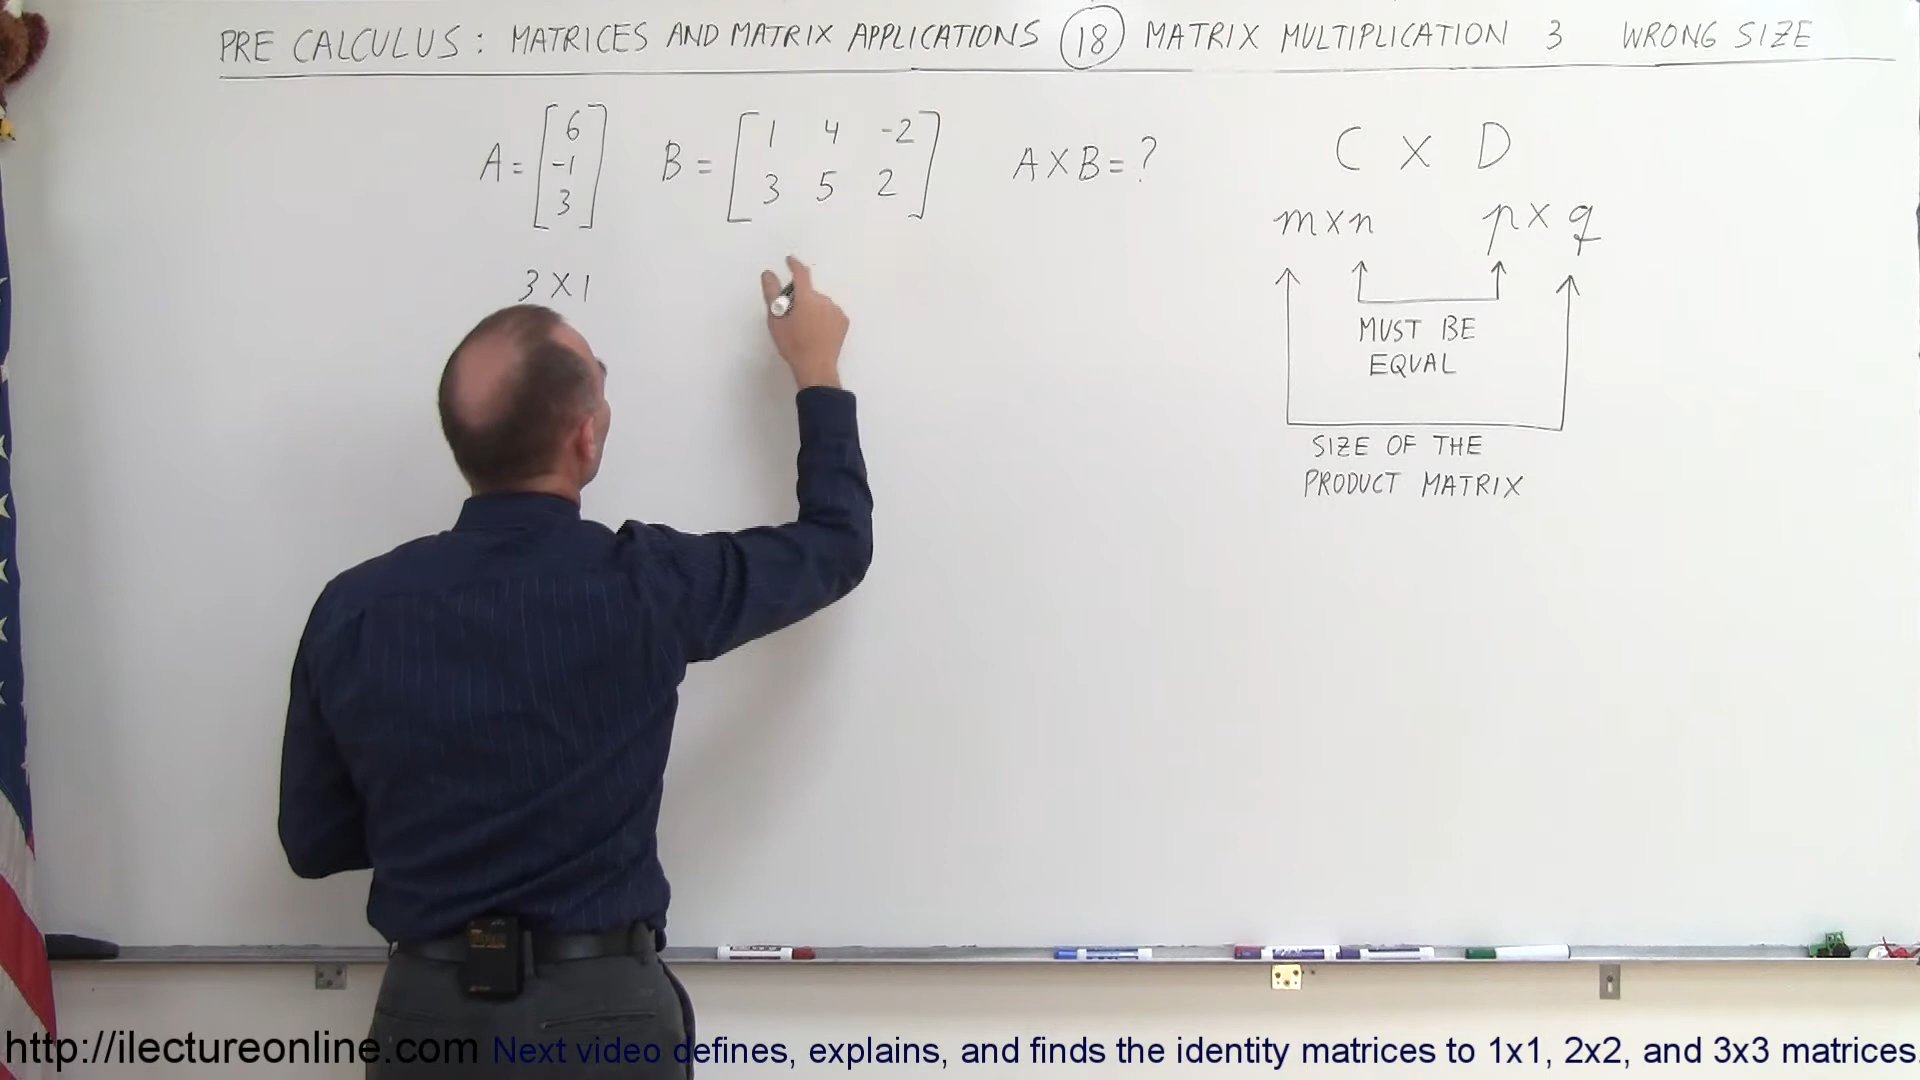 PRE CALCULUS: MATRICES AND MATRIX APPLICATIONS 18 MATRIX MULTIPLICATION 3 WRONG SIZE
A = [6 -1 3] B = [1 4 -2 3 5 2] A X B = ?
3 X 1
C X D
m x n p x q
MUST BE
EQUAL
SIZE OF THE
PRODUCT MATRIX
http://ilectureonline.com Next video defines, explains, and finds the identity matrices to 1x1, 2x2, and 3x3 matrices.